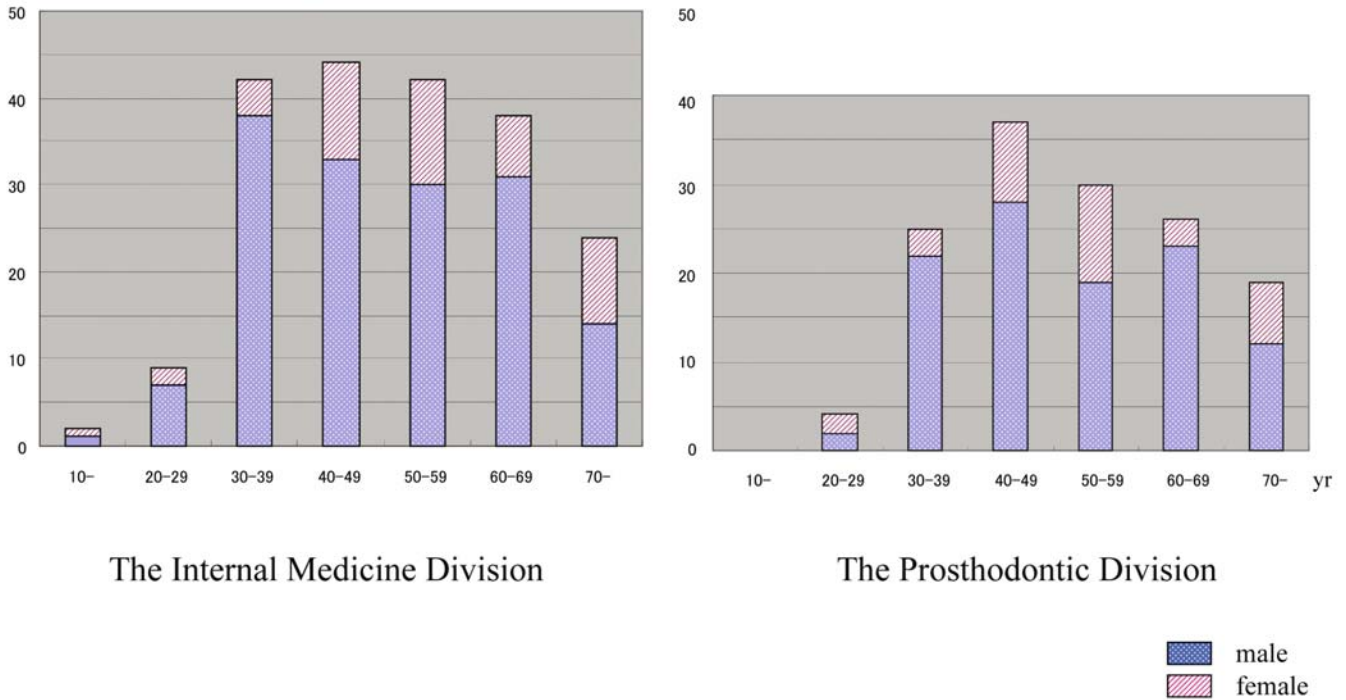 50
40
30
20
10
0
10- 20-29 30-39 40-49 50-59 60-69 70-
The Internal Medicine Division
50
40
30
20
10
0
10- 20-29 30-39 40-49 50-59 60-69 70- yr
The Prosthodontic Division
male
female